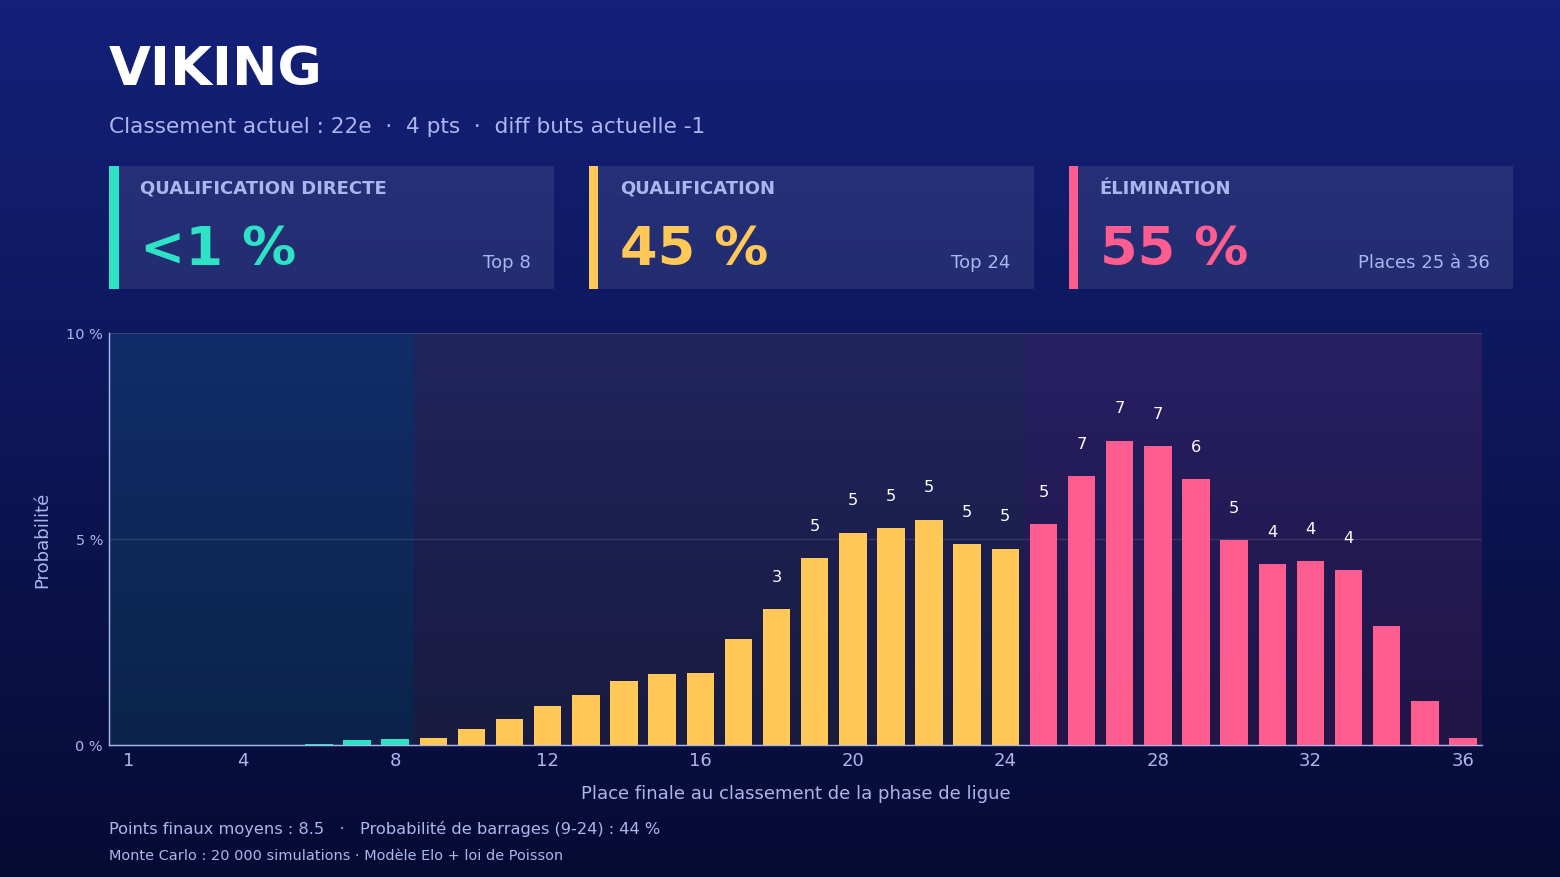 VIKING
Classement actuel : 22e · 4 pts · diff buts actuelle -1
QUALIFICATION DIRECTE
<1 %
Top 8
QUALIFICATION
45 %
Top 24
ÉLIMINATION
55 %
Places 25 à 36
Probabilité
10 %
5 %
0 %
3 5 5 5 5 5 5 5 7 7 7 6 5 4 4 4
1 4 8 12 16 20 24 28 32 36
Place finale au classement de la phase de ligue
Points finaux moyens : 8.5 · Probabilité de barrages (9-24) : 44 %
Monte Carlo : 20 000 simulations · Modèle Elo + loi de Poisson